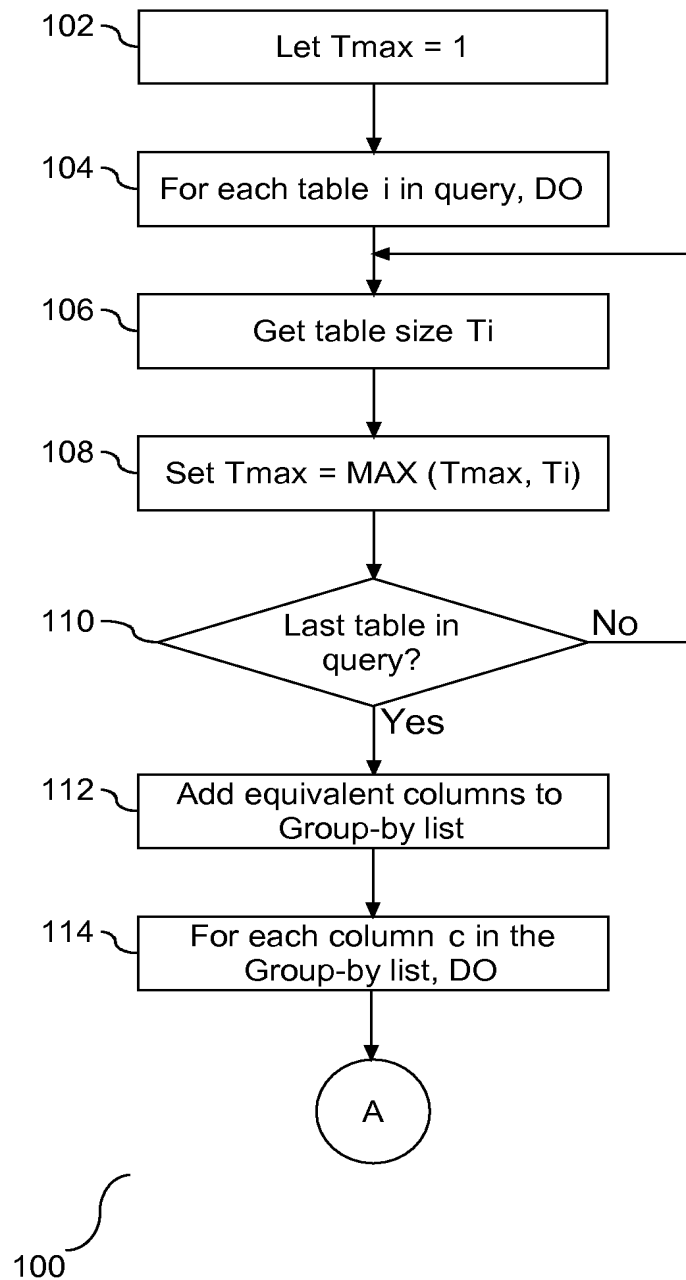 102
Let Tmax = 1
104
For each table i in query, DO
106
Get table size Ti
108
Set Tmax = MAX (Tmax, Ti)
110
Last table in
query?
No
Yes
112
Add equivalent columns to
Group-by list
114
For each column c in the
Group-by list, DO
A
100